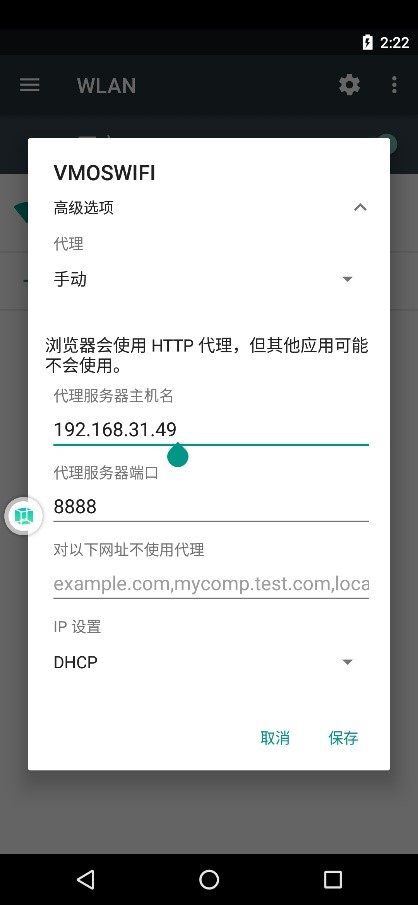 2:22
WLAN
VMOSWIFI
高级选项
代理
手动
浏览器会使用 HTTP 代理，但其他应用可能
不会使用。
代理服务器主机名
192.168.31.49
代理服务器端口
8888
对以下网址不使用代理
example.com,mycomp.test.com,loca
IP 设置
DHCP
取消 保存